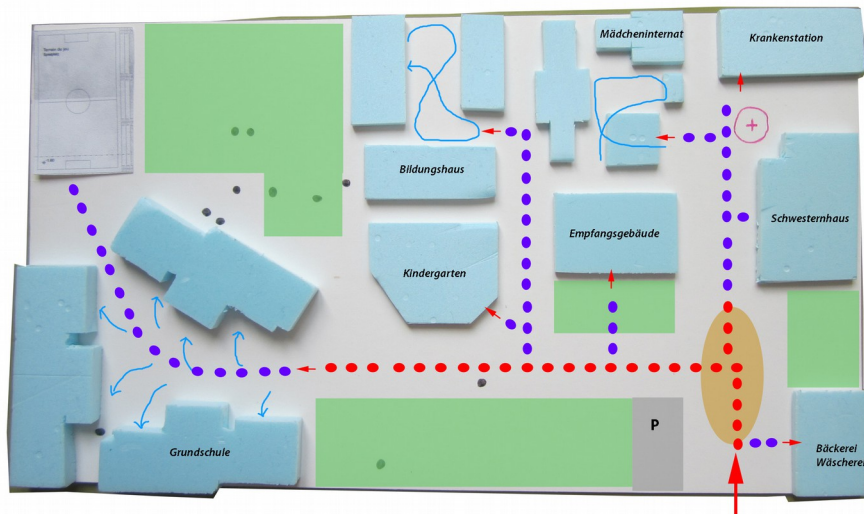 Mädcheninternat
Krankenstation
Bildungshaus
Schwesternhaus
Empfangsgebäude
Kindergarten
P
Grundschule
Bäckerei
Wäscherei